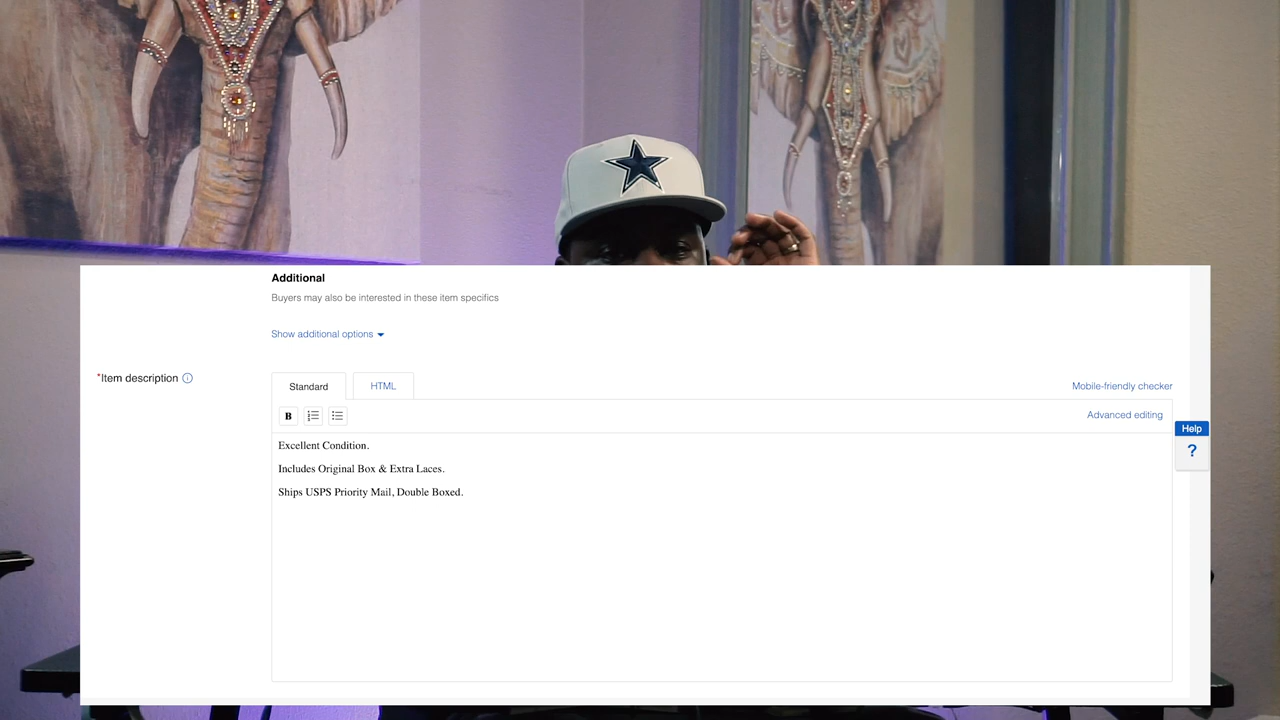 Additional
Buyers may also be interested in these item specifics
Show additional options
*Item description
Standard
HTML
Mobile-friendly checker
B
Advanced editing
Help
?
Excellent Condition.
Includes Original Box & Extra Laces.
Ships USPS Priority Mail, Double Boxed.